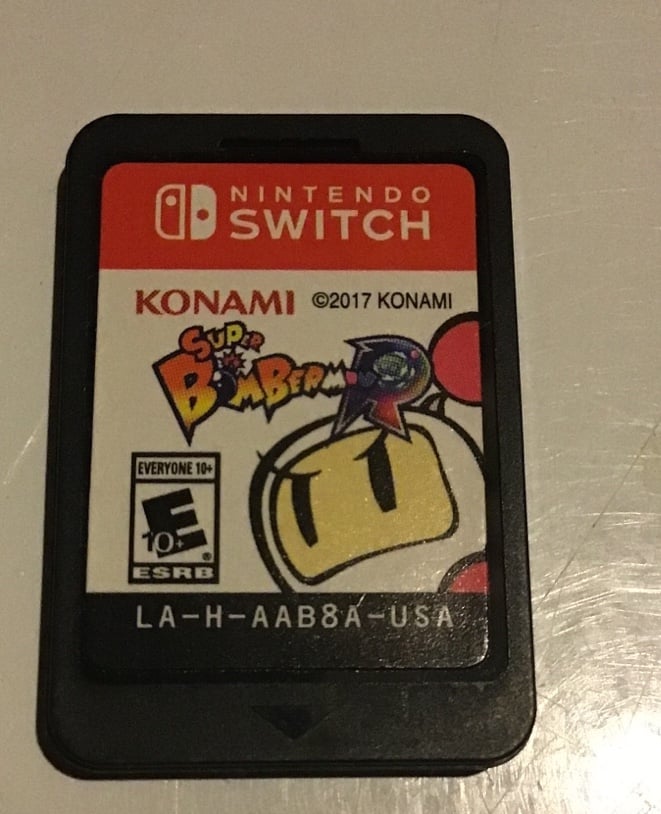 NINTENDO
SWITCH
KONAMI ©2017 KONAMI
SUPER
BOMBERMAN R
EVERYONE 10+
E
10+ ®
ESRB
LA-H-AAB8A-USA